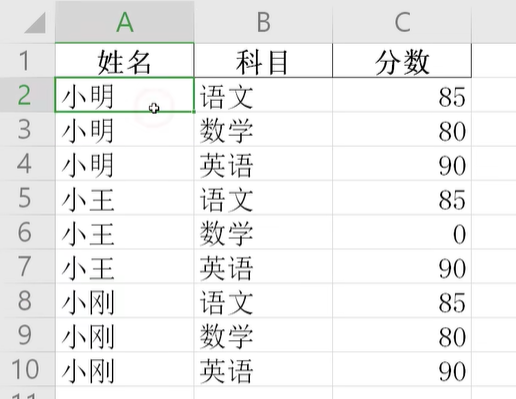 A B C
1 姓名 科目 分数
2 小明 语文 85
3 小明 数学 80
4 小明 英语 90
5 小王 语文 85
6 小王 数学 0
7 小王 英语 90
8 小刚 语文 85
9 小刚 数学 80
10 小刚 英语 90